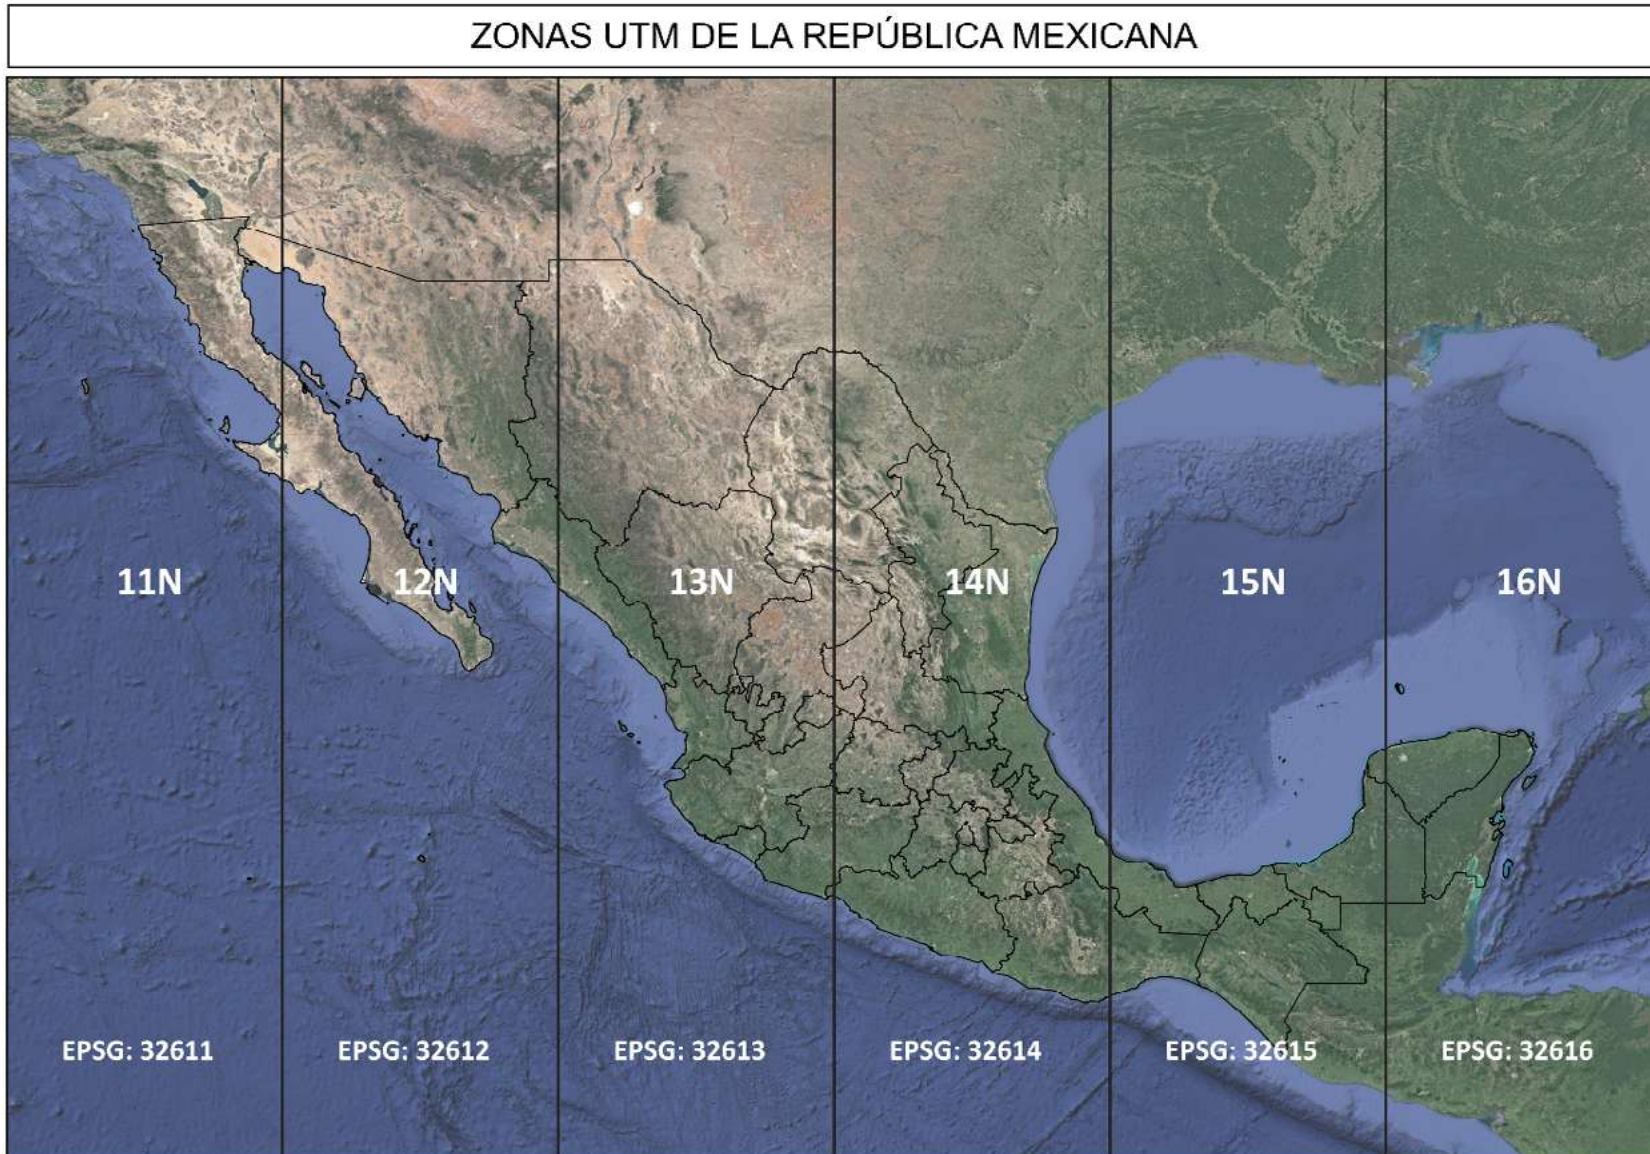 ZONAS UTM DE LA REPÚBLICA MEXICANA
11N 12N 13N 14N 15N 16N
EPSG: 32611 EPSG: 32612 EPSG: 32613 EPSG: 32614 EPSG: 32615 EPSG: 32616